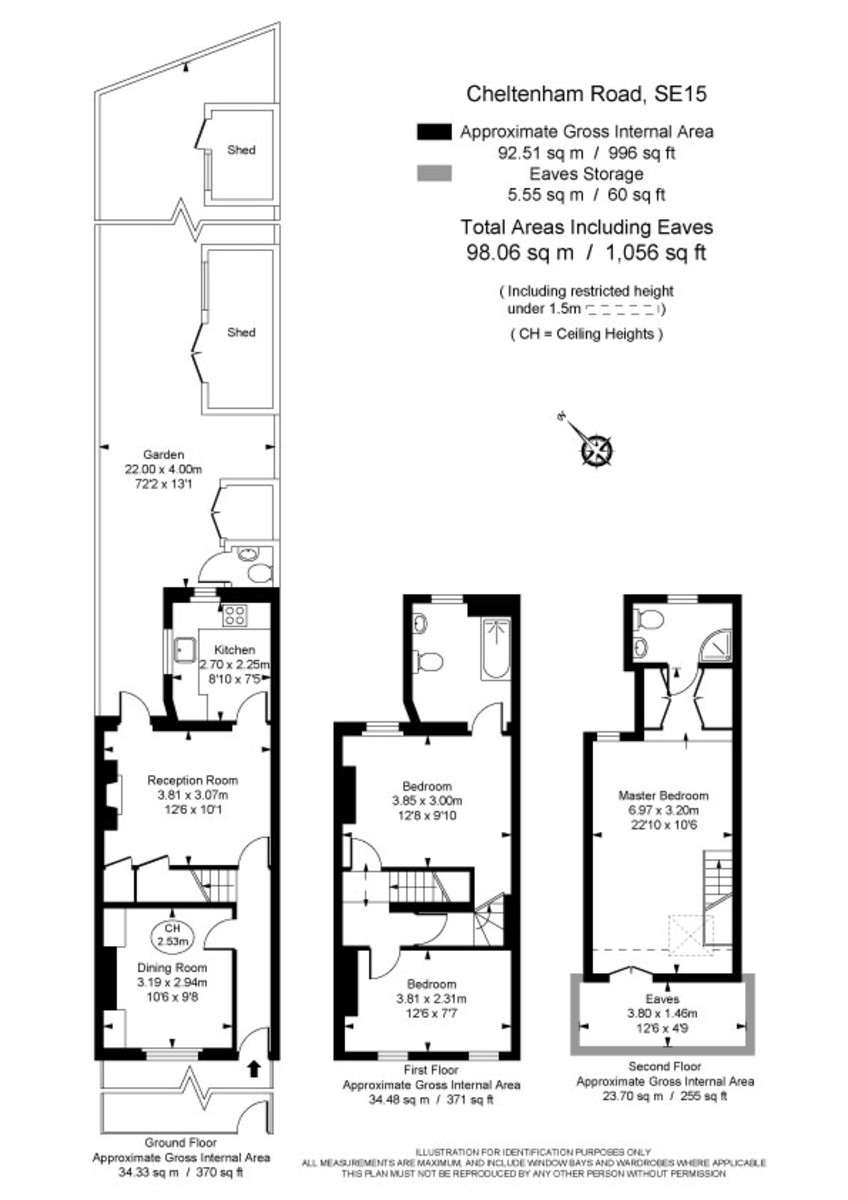 Cheltenham Road, SE15
Approximate Gross Internal Area
92.51 sq m / 996 sq ft
Eaves Storage
5.55 sq m / 60 sq ft
Total Areas Including Eaves
98.06 sq m / 1,056 sq ft
( Including restricted height
under 1.5m )
( CH = Ceiling Heights )
N
Shed
Shed
Garden
22.00 x 4.00m
72'2 x 13'1
Kitchen
2.70 x 2.25m
8'10 x 7'5
Reception Room
3.81 x 3.07m
12'6 x 10'1
CH
2.53m
Dining Room
3.19 x 2.94m
10'6 x 9'8
Ground Floor
Approximate Gross Internal Area
34.33 sq m / 370 sq ft
Bedroom
3.85 x 3.00m
12'8 x 9'10
Bedroom
3.81 x 2.31m
12'6 x 7'7
First Floor
Approximate Gross Internal Area
34.48 sq m / 371 sq ft
Master Bedroom
6.97 x 3.20m
22'10 x 10'6
Eaves
3.80 x 1.46m
12'6 x 4'9
Second Floor
Approximate Gross Internal Area
23.70 sq m / 255 sq ft
ILLUSTRATION FOR IDENTIFICATION PURPOSES ONLY
ALL MEASUREMENTS ARE MAXIMUM, AND INCLUDE WINDOW BAYS AND WARDROBES WHERE APPLICABLE
THIS PLAN MUST NOT BE REPRODUCED BY ANY OTHER PERSON WITHOUT PERMISSION